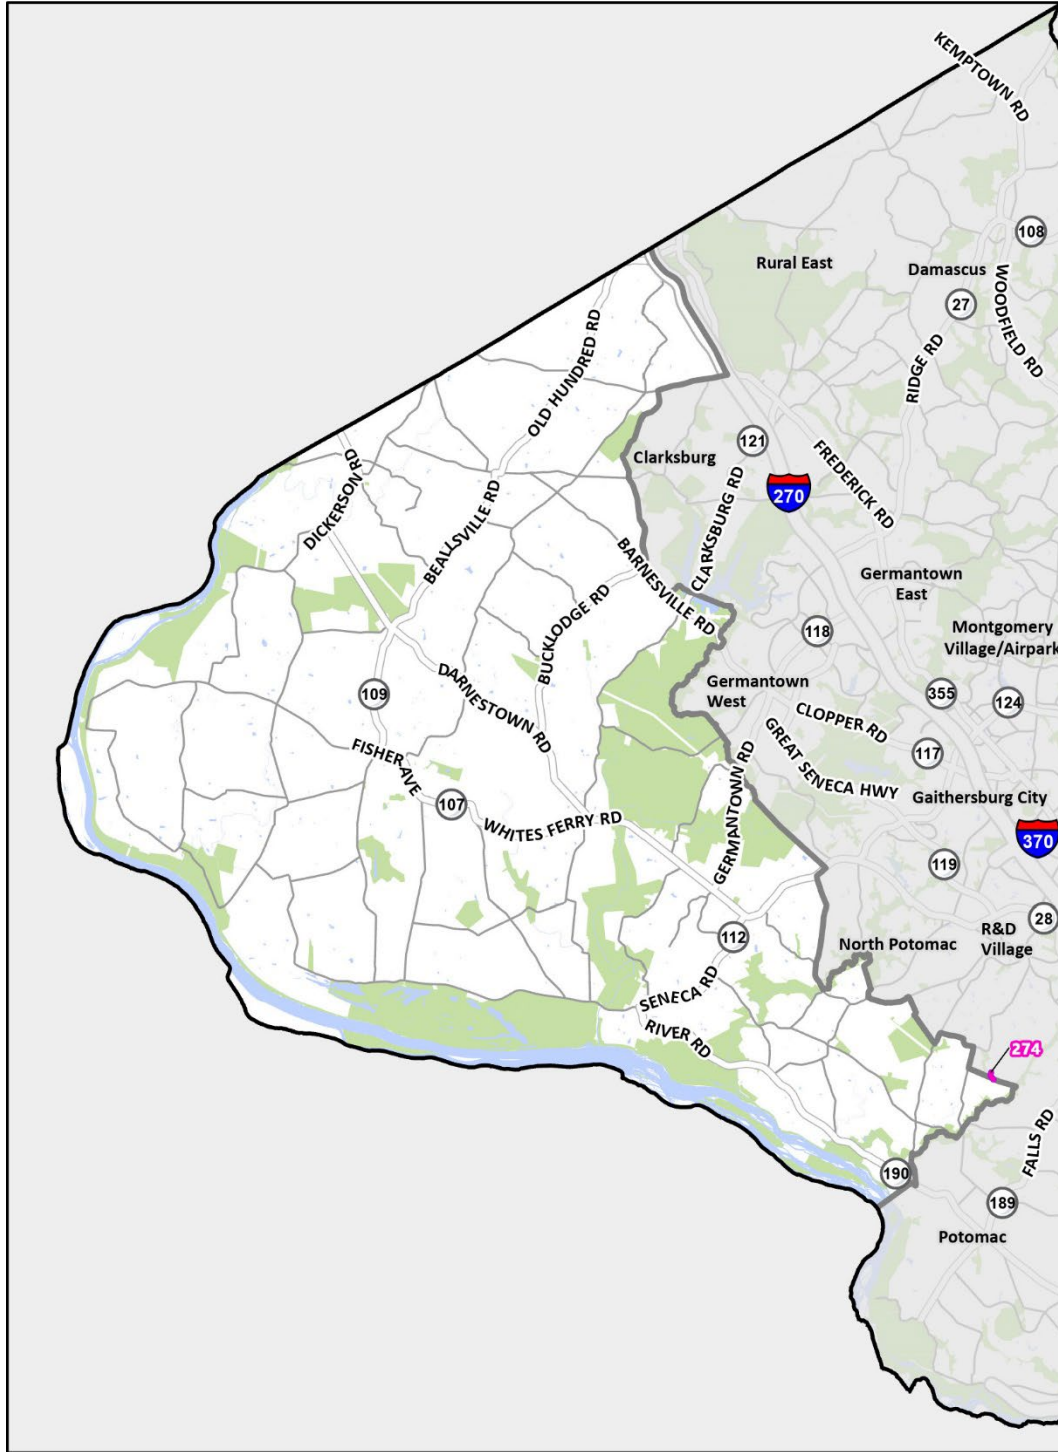 KEMPTOWN RD
108
Rural East
Damascus
27
WOODFIELD RD
OLD HUNDRED RD
RIDGE RD
121
Clarksburg
FREDERICK RD
DICKERSON RD
270
CLARKSBURG RD
BEALLSVILLE RD
BARNESVILLE RD
Germantown
East
BUCKLODGE RD
118
Montgomery
Village/Airpark
109
DARNESTOWN RD
Germantown
West
355
124
CLOPPER RD
117
GREAT SENECA HWY
FISHER AVE
107
WHITES FERRY RD
GERMANTOWN RD
Gaithersburg City
370
119
28
112
North Potomac
R&D
Village
SENECA RD
RIVER RD
274
FALLS RD
190
189
Potomac